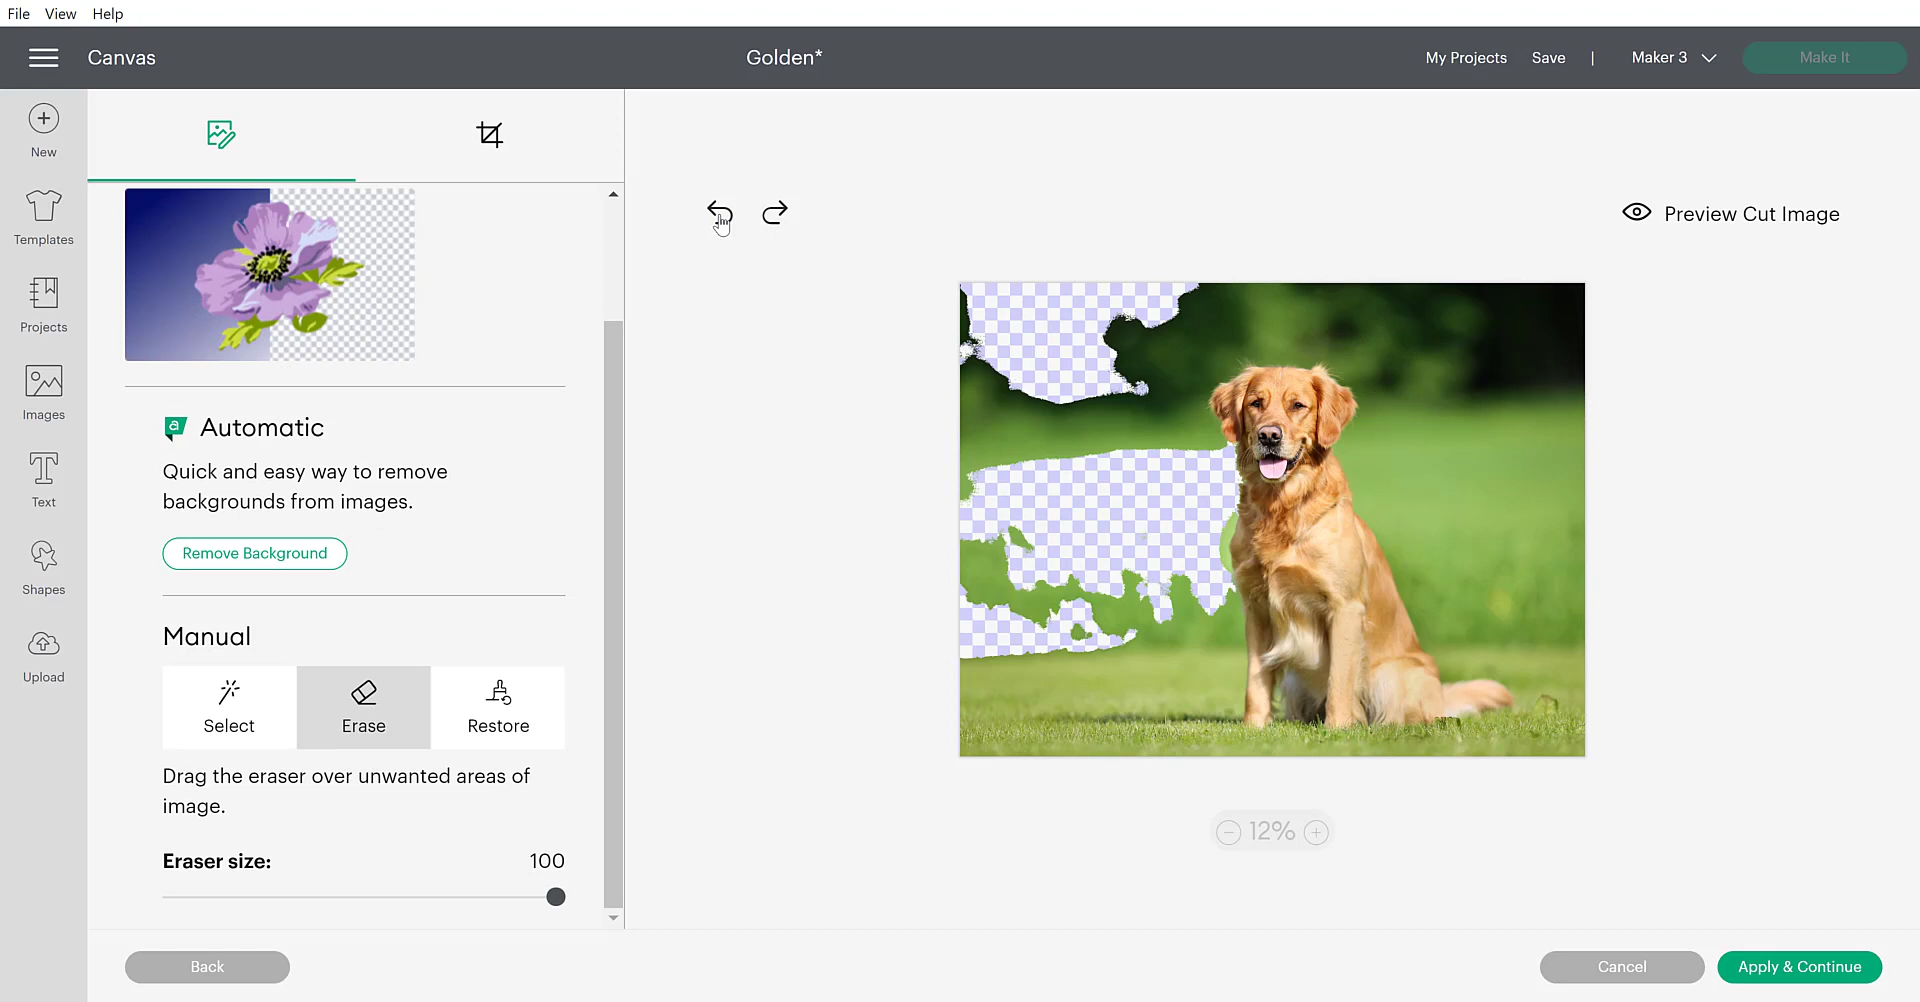 File View Help
Canvas
Golden*
My Projects Save | Maker 3 Make It
New
Templates
Projects
Images
Text
Shapes
Upload
a Automatic
Quick and easy way to remove
backgrounds from images.
Remove Background
Manual
Select Erase Restore
Drag the eraser over unwanted areas of
image.
Eraser size: 100
Preview Cut Image
12%
Back
Cancel Apply & Continue